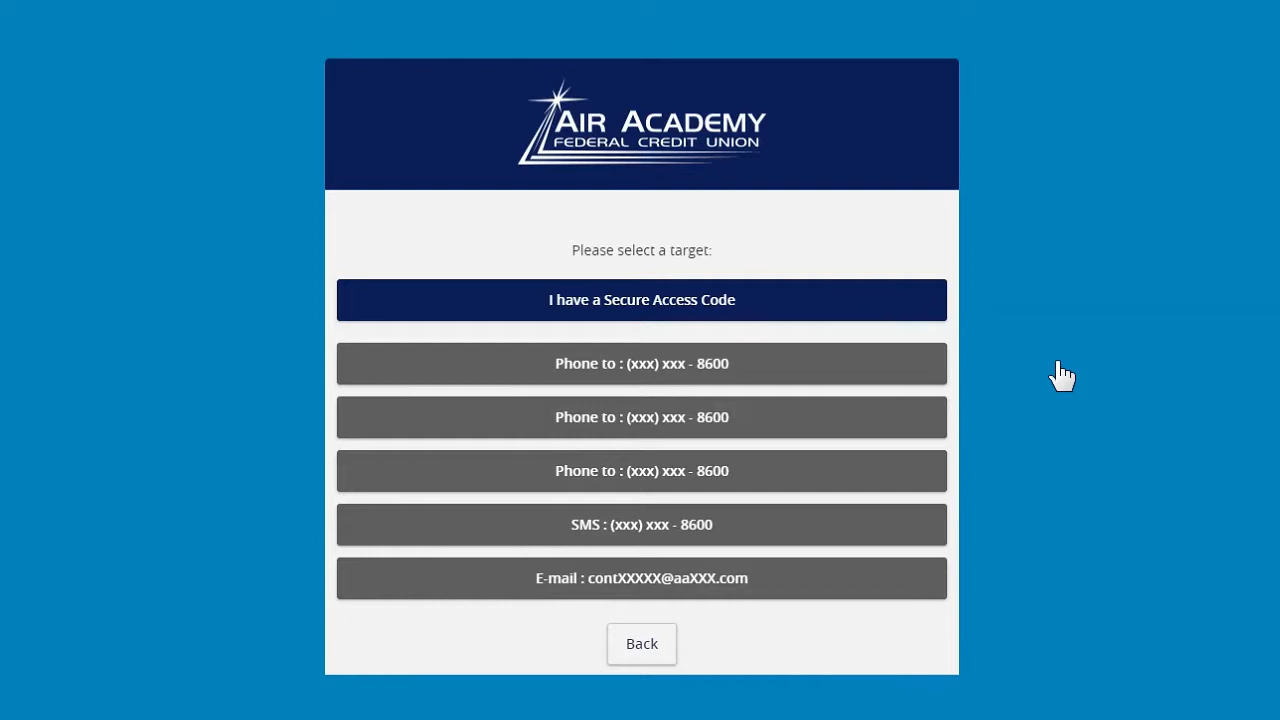 AIR ACADEMY
FEDERAL CREDIT UNION
Please select a target:
I have a Secure Access Code
Phone to : (xxx) xxx - 8600
Phone to : (xxx) xxx - 8600
Phone to : (xxx) xxx - 8600
SMS : (xxx) xxx - 8600
E-mail : contXXXXX@aaXXX.com
Back